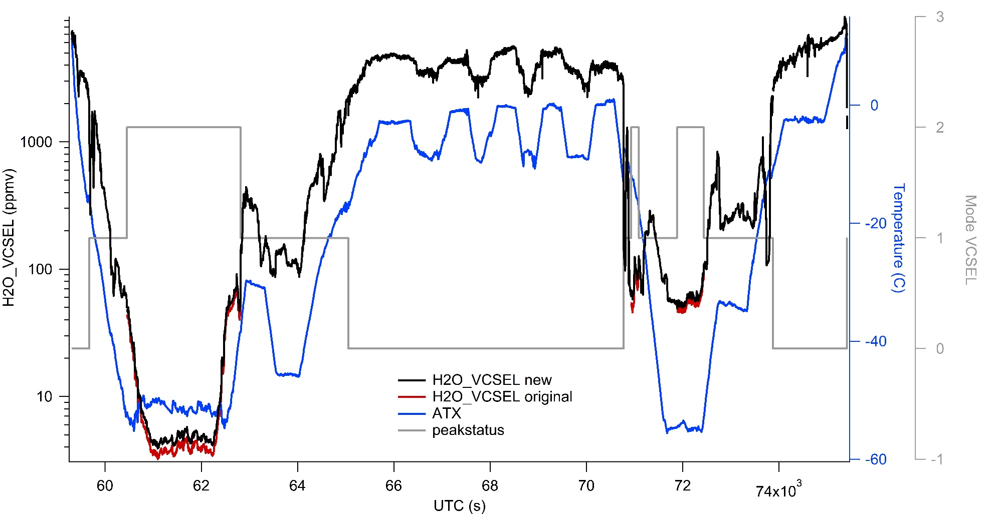 H2O_VCSEL (ppmv)
1000
100
10
60
62
64
66
68
70
72
74x10³
UTC (s)
H2O_VCSEL new
H2O_VCSEL original
ATX
peakstatus
0
-20
-40
-60
Temperature (C)
3
2
1
0
-1
Mode VCSEL